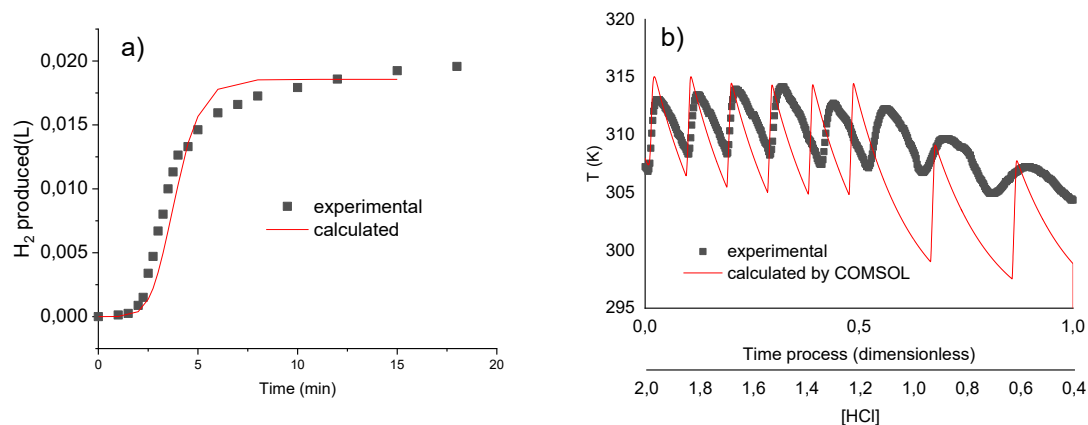 a)
H2 produced(L)
0,020
0,015
0,010
0,005
0,000
experimental
calculated
0 5 10 15 20
Time (min)
b)
T (K)
320
315
310
305
300
295
experimental
calculated by COMSOL
0,0 0,5 1,0
Time process (dimensionless)
2,0 1,8 1,6 1,4 1,2 1,0 0,8 0,6 0,4
[HCl]